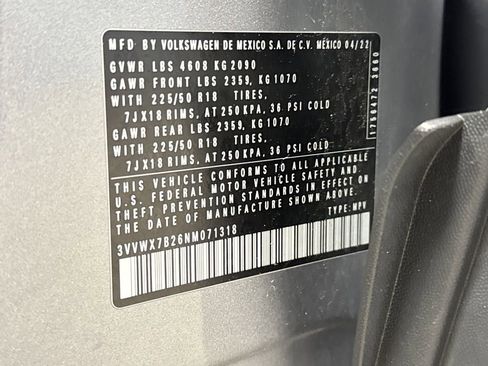 MFD BY VOLKSWAGEN DE MEXICO S.A. DE C.V. MÉXICO 04/22
GVWR LBS 4608 KG 2090
GAWR FRONT LBS 2359, KG 1070
WITH 225/50 R18 TIRES,
7JX18 RIMS, AT 250 KPA, 36 PSI COLD
GAWR REAR LBS 2359, KG 1070
WITH 225/50 R18 TIRES,
7JX18 RIMS, AT 250 KPA, 36 PSI COLD
THIS VEHICLE CONFORMS TO ALL APPLICABLE
U.S. FEDERAL MOTOR VEHICLE SAFETY AND
THEFT PREVENTION STANDARDS IN EFFECT ON
THE DATE OF MANUFACTURE SHOWN ABOVE.
3VVWX7B26NM071318 TYPE: MPV
1756472 3660